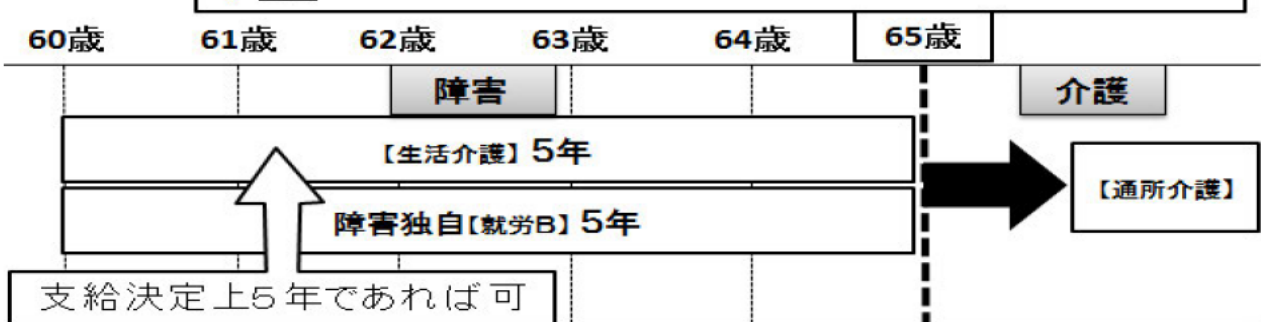 60歳 61歳 62歳 63歳 64歳 65歳
障害 介護
【生活介護】5年
【通所介護】
障害独自【就労B】5年
支給決定上5年であれば可